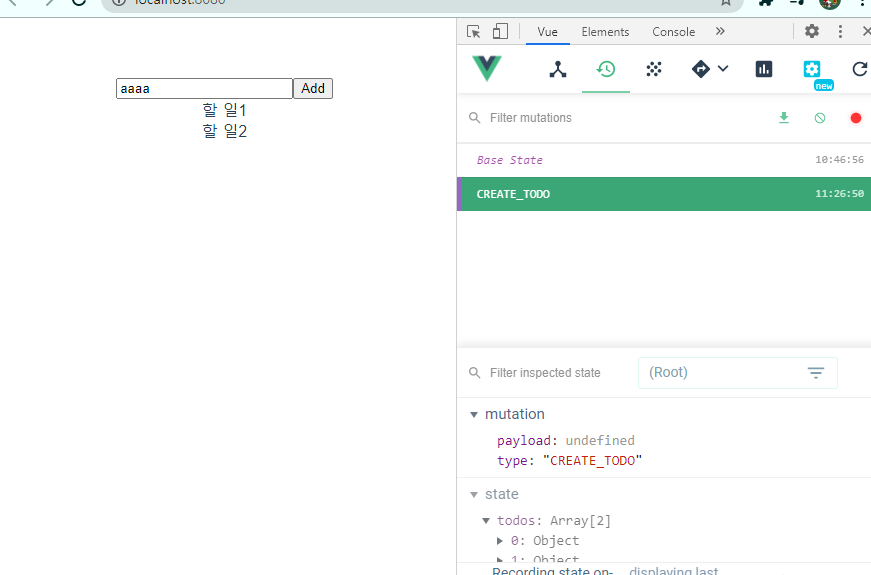 localhost:8080
Vue Elements Console »
new
aaaa Add
할 일1
할 일2
Filter mutations
Base State 10:46:56
CREATE_TODO 11:26:50
Filter inspected state (Root)
mutation
payload: undefined
type: "CREATE_TODO"
state
todos: Array[2]
0: Object
1: Object
Recording state on- displaying last